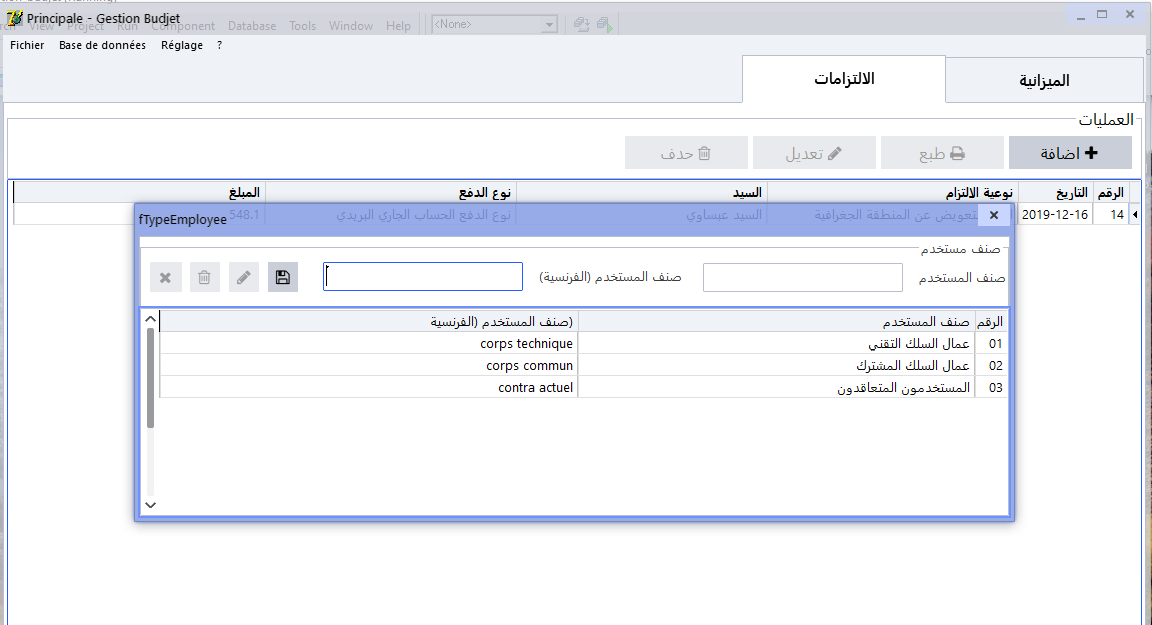 Principale - Gestion Budjet
View Project Run Component Database Tools Window Help <None>
Fichier Base de données Réglage ?
الميزانية الالتزامات
العمليات
اضافة طبع تعديل حدف
الرقم التاريخ نوعية الالتزام السيد نوع الدفع المبلغ
14 2019-12-16 التعويض عن المنطقة الجغرافية السيد عيساوي نوع الدفع الحساب الجاري البريدي 548.1
fTypeEmployee
صنف مستخدم
صنف المستخدم صنف المستخدم (الفرنسية)
الرقم صنف المستخدم صنف المستخدم (الفرنسية)
01 عمال السلك التقني corps technique
02 عمال السلك المشترك corps commun
03 المستخدمون المتعاقدون contra actuel